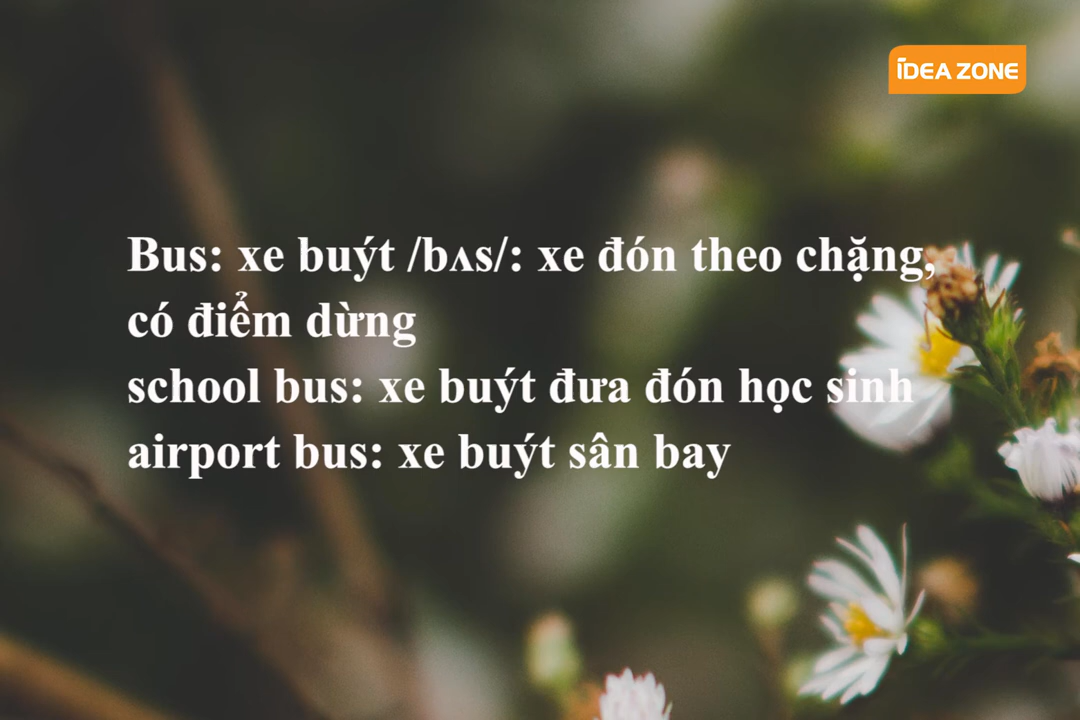 IDEA ZONE
Bus: xe buýt /bʌs/: xe đón theo chặng,
có điểm dừng
school bus: xe buýt đưa đón học sinh
airport bus: xe buýt sân bay